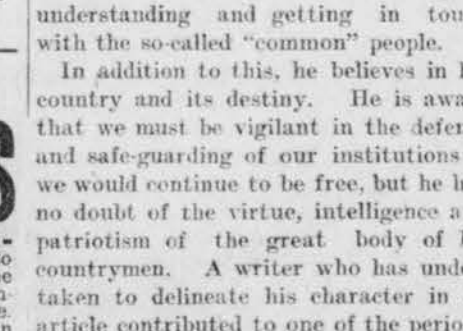 understanding and getting in tou
with the so-called "common" people.
In addition to this, he believes in h
country and its destiny. He is awa
that we must be vigilant in the defen
and safe-guarding of our institutions
we would continue to be free, but he h
no doubt of the virtue, intelligence a
patriotism of the great body of h
countrymen. A writer who has unde
taken to delineate his character in
article contributed to one of the perio